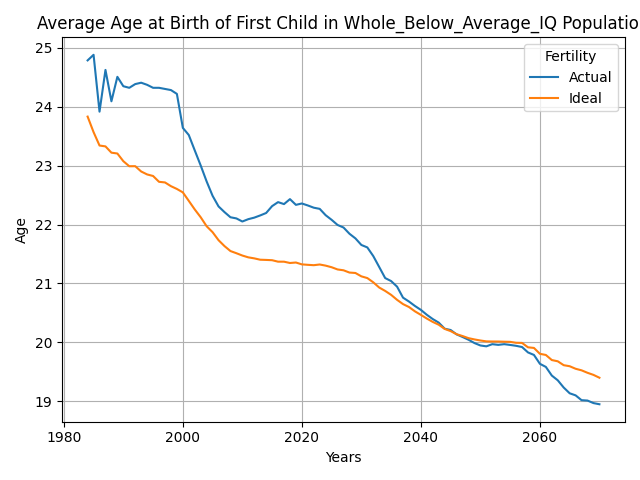 Average Age at Birth of First Child in Whole_Below_Average_IQ Populatio
25
24
23
22
21
20
19
Age
Fertility
Actual
Ideal
1980
2000
2020
2040
2060
Years